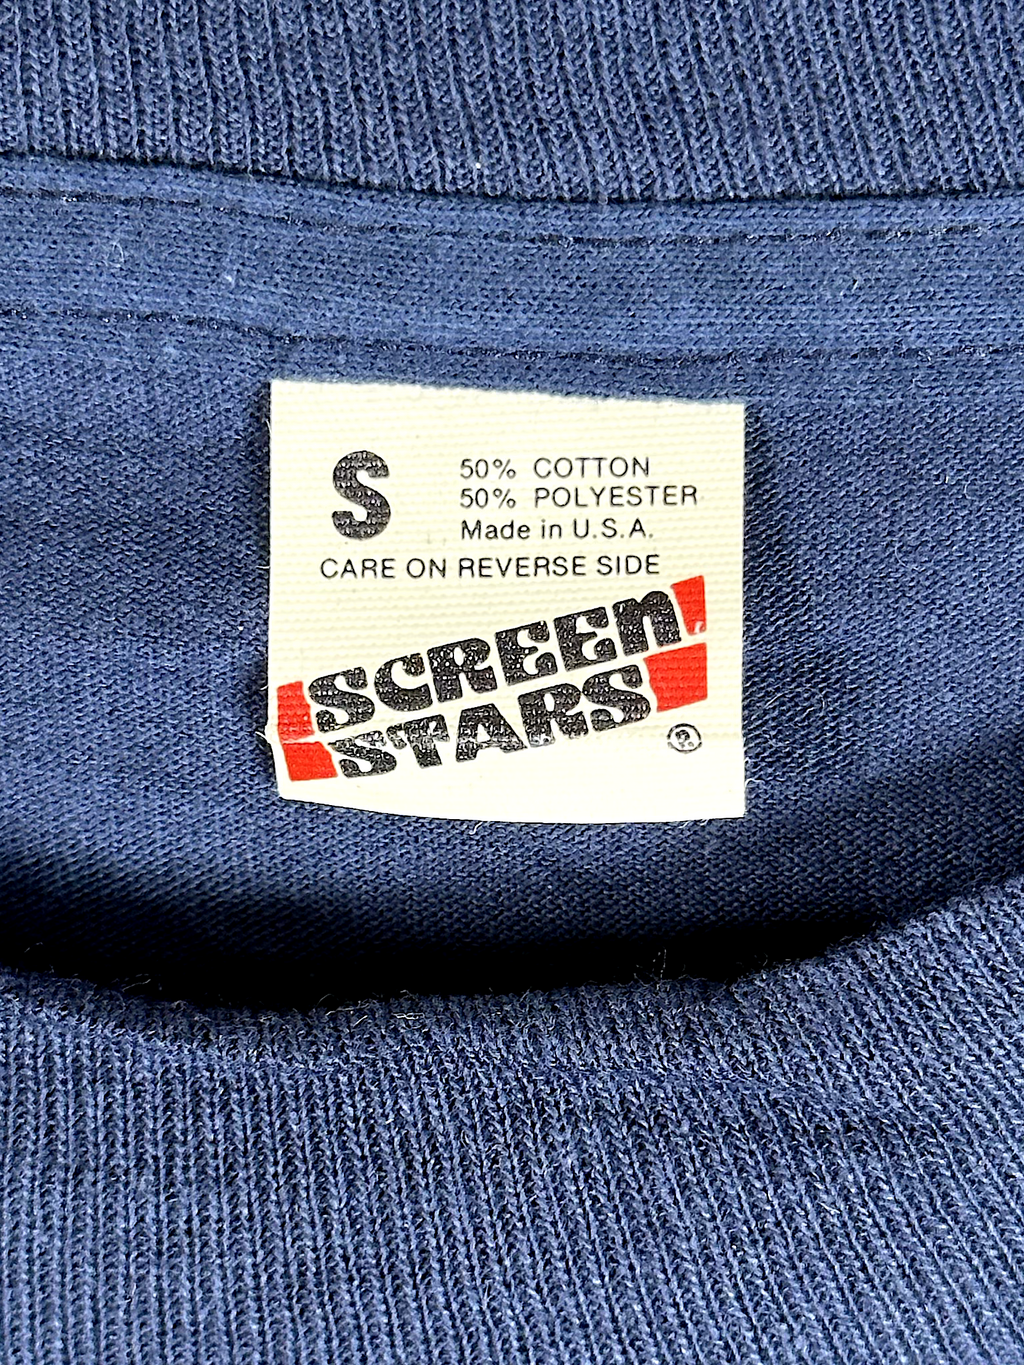 S
50% COTTON
50% POLYESTER
Made in U.S.A.
CARE ON REVERSE SIDE
SCREEN
STARS
®